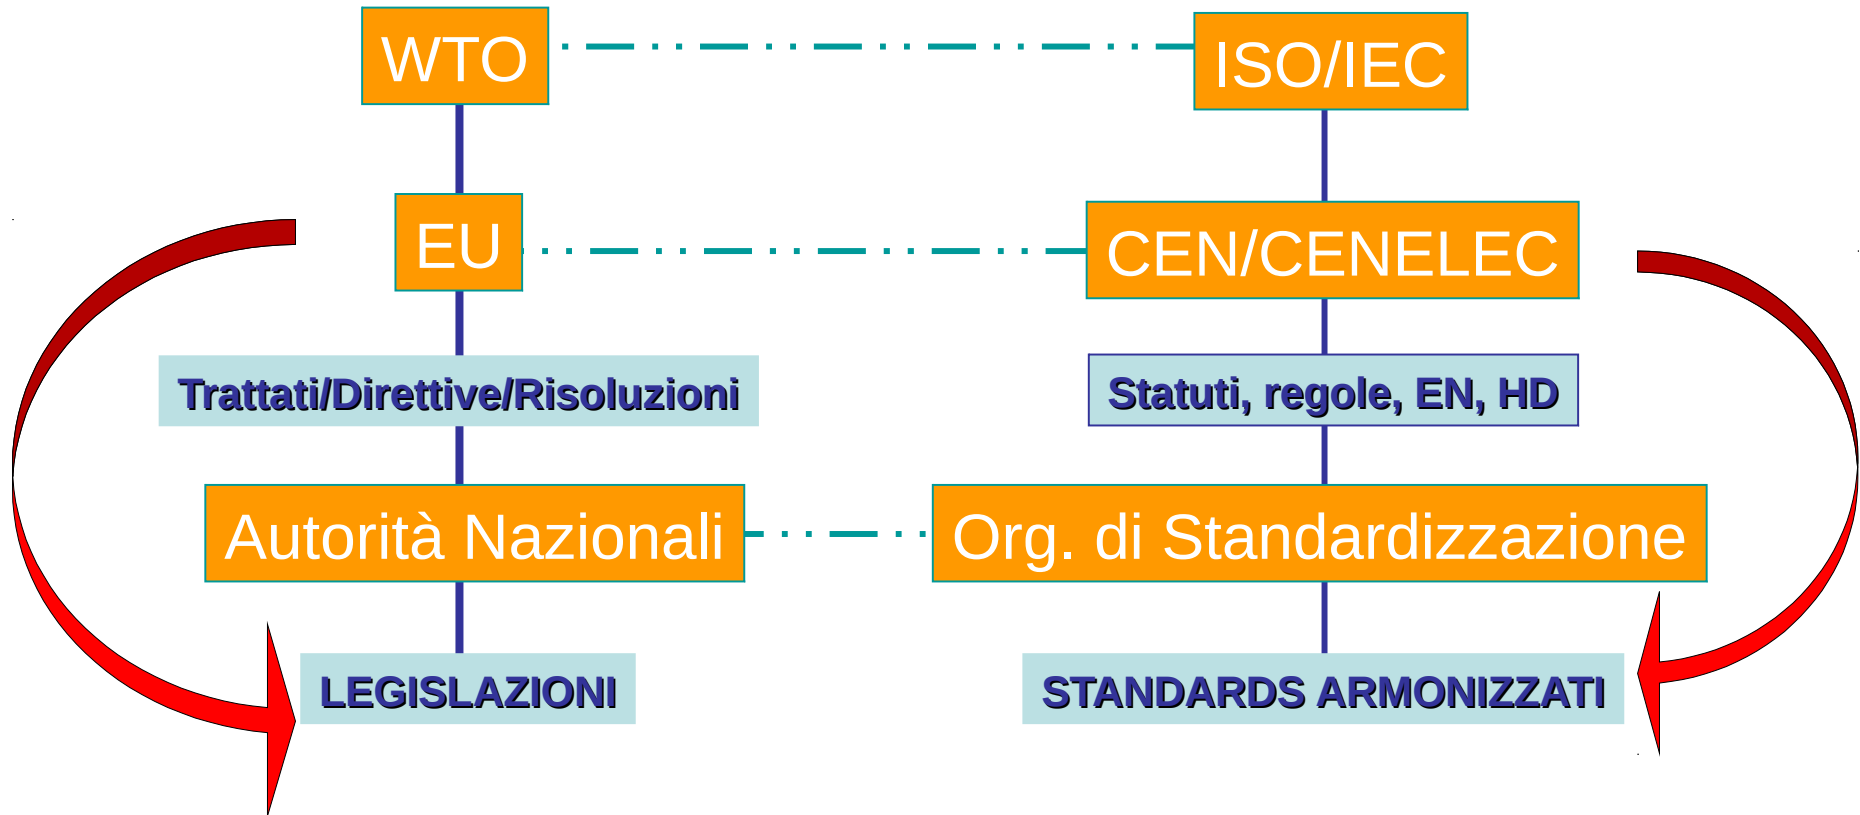 WTO
ISO/IEC
EU
CEN/CENELEC
Trattati/Direttive/Risoluzioni
Statuti, regole, EN, HD
Autorità Nazionali
Org. di Standardizzazione
LEGISLAZIONI
STANDARDS ARMONIZZATI